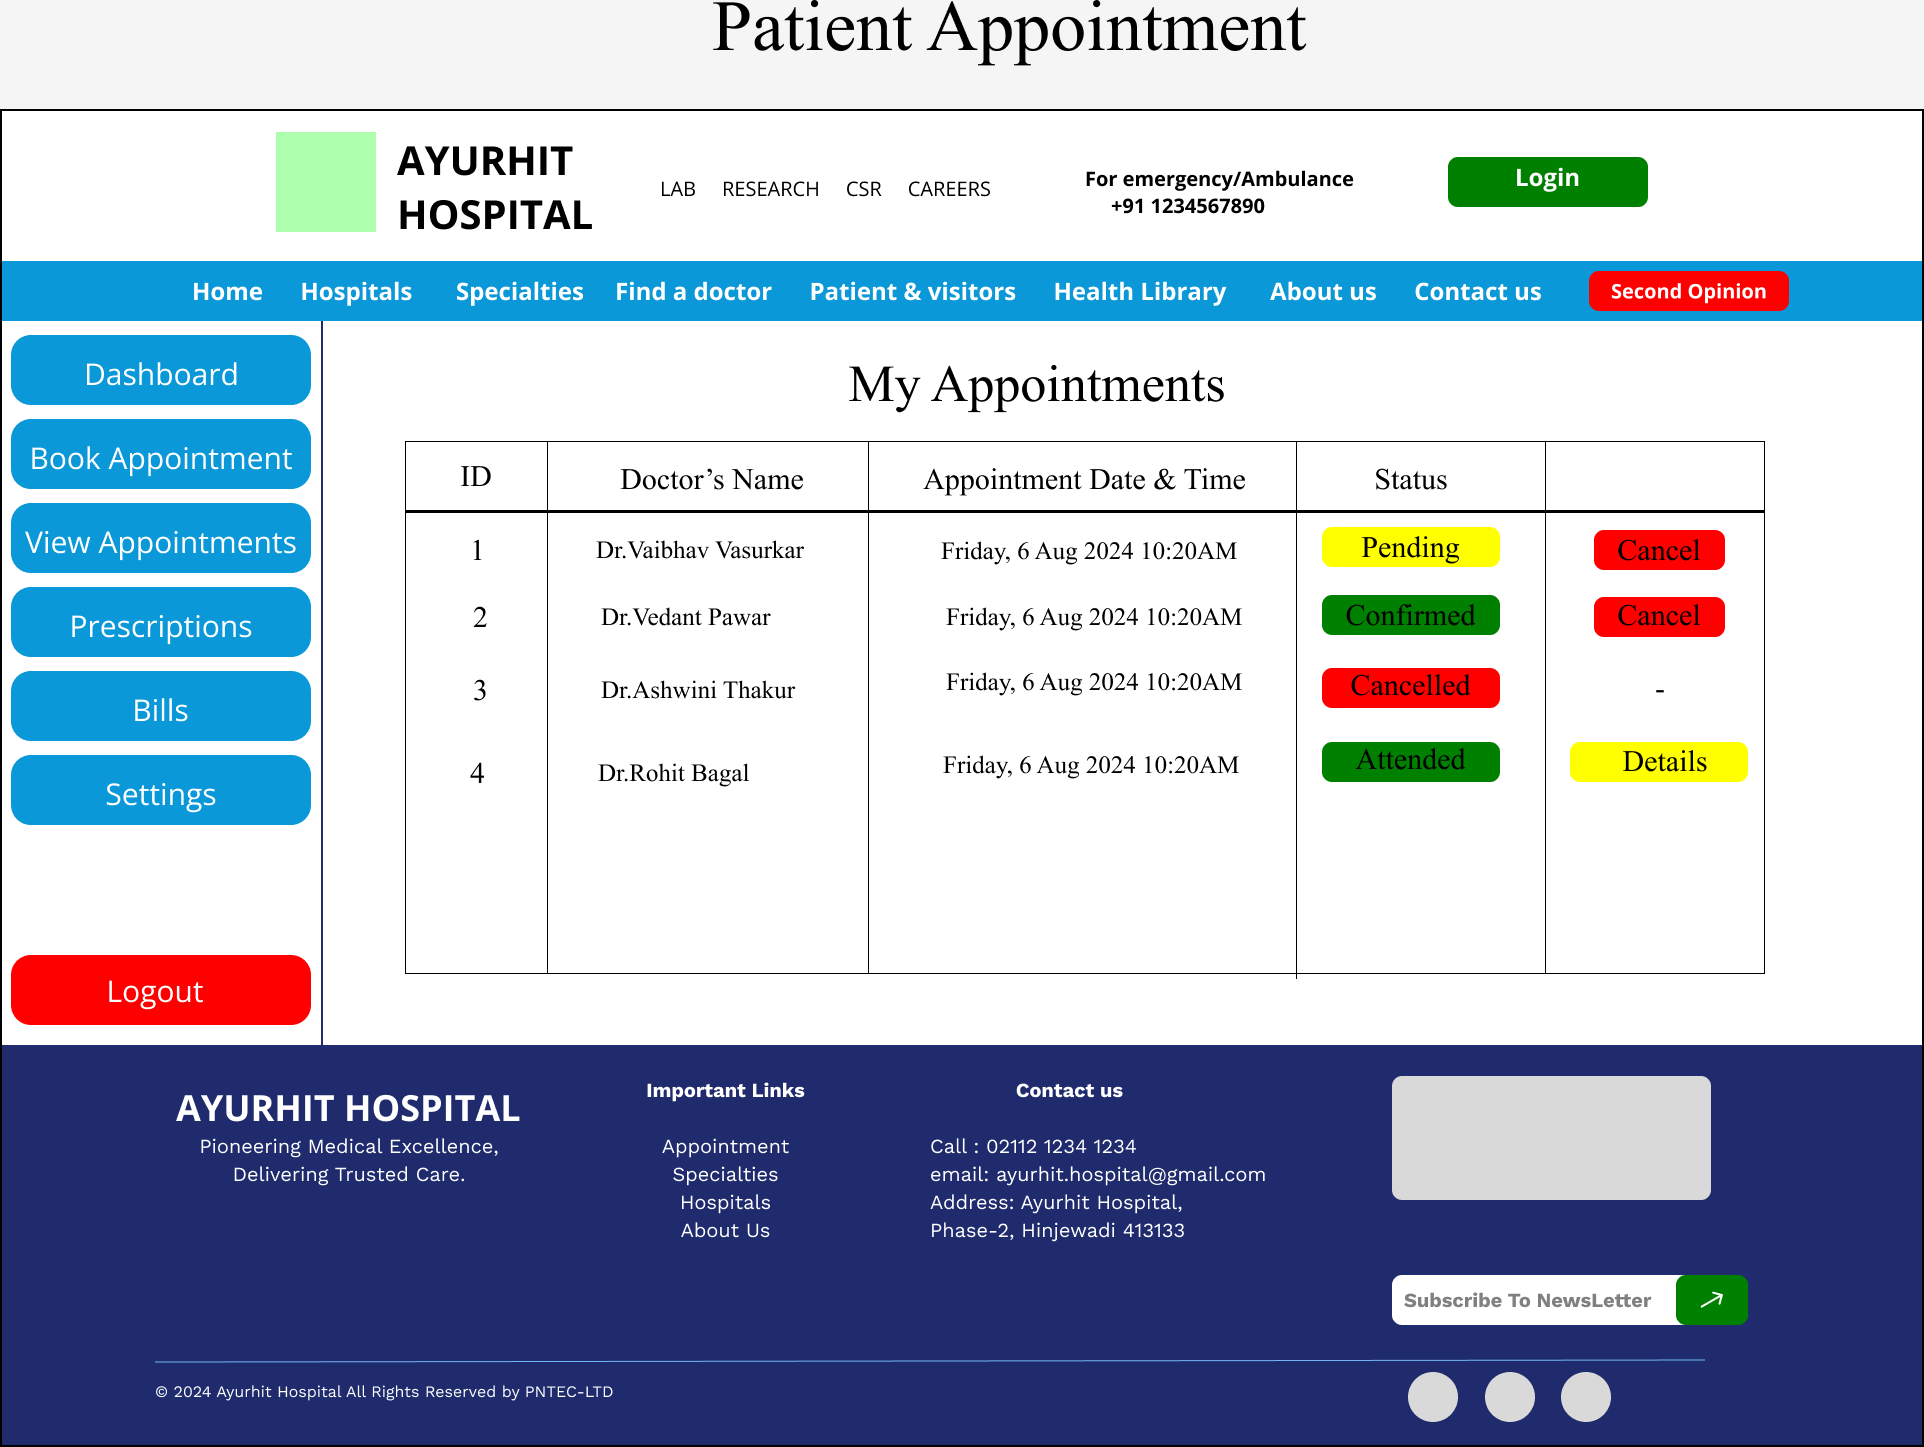 Patient Appointment
AYURHIT
HOSPITAL
LAB RESEARCH CSR CAREERS
For emergency/Ambulance
+91 1234567890
Login
Home Hospitals Specialties Find a doctor Patient & visitors Health Library About us Contact us Second Opinion
Dashboard
Book Appointment
View Appointments
Prescriptions
Bills
Settings
Logout
My Appointments
ID Doctor’s Name Appointment Date & Time Status
1 Dr.Vaibhav Vasurkar Friday, 6 Aug 2024 10:20AM Pending Cancel
2 Dr.Vedant Pawar Friday, 6 Aug 2024 10:20AM Confirmed Cancel
3 Dr.Ashwini Thakur Friday, 6 Aug 2024 10:20AM Cancelled -
4 Dr.Rohit Bagal Friday, 6 Aug 2024 10:20AM Attended Details
AYURHIT HOSPITAL
Pioneering Medical Excellence,
Delivering Trusted Care.
Important Links
Appointment
Specialties
Hospitals
About Us
Contact us
Call : 02112 1234 1234
email: ayurhit.hospital@gmail.com
Address: Ayurhit Hospital,
Phase-2, Hinjewadi 413133
Subscribe To NewsLetter
© 2024 Ayurhit Hospital All Rights Reserved by PNTEC-LTD